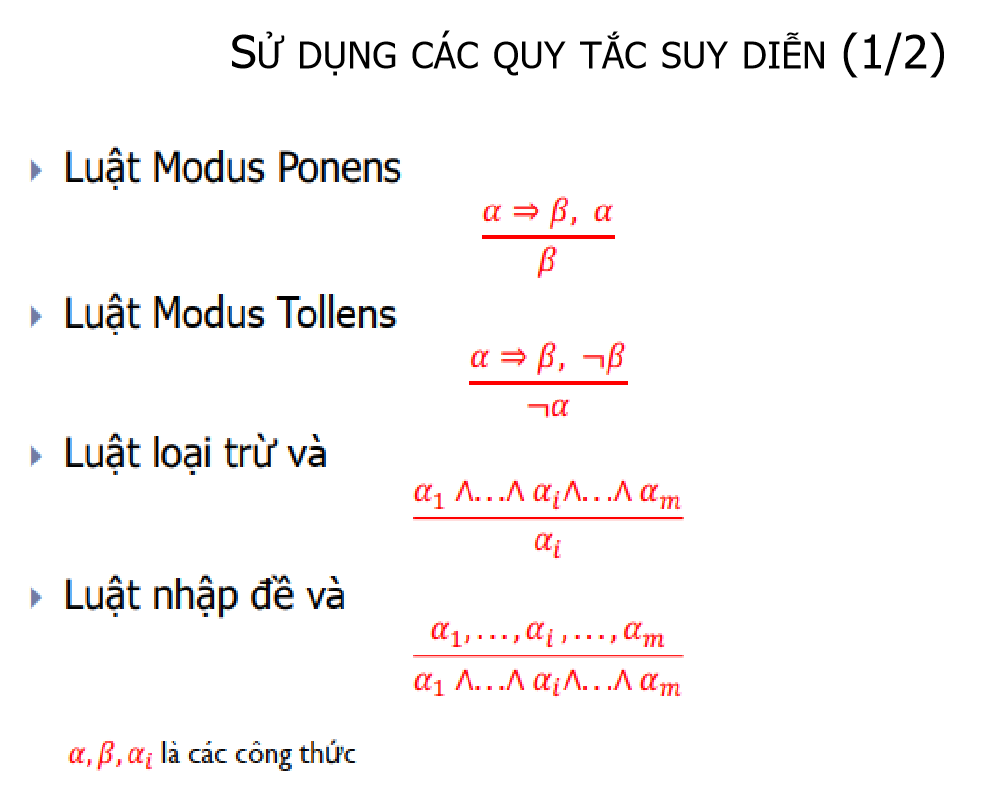 SỬ DỤNG CÁC QUY TẮC SUY DIỄN (1/2)
Luật Modus Ponens
α ⇒ β, α
β
Luật Modus Tollens
α ⇒ β, ¬β
¬α
Luật loại trừ và
α₁ ∧…∧ αᵢ∧…∧ αₘ
αᵢ
Luật nhập đề và
α₁,…,αᵢ,…,αₘ
α₁ ∧…∧ αᵢ∧…∧ αₘ
α, β, αᵢ là các công thức